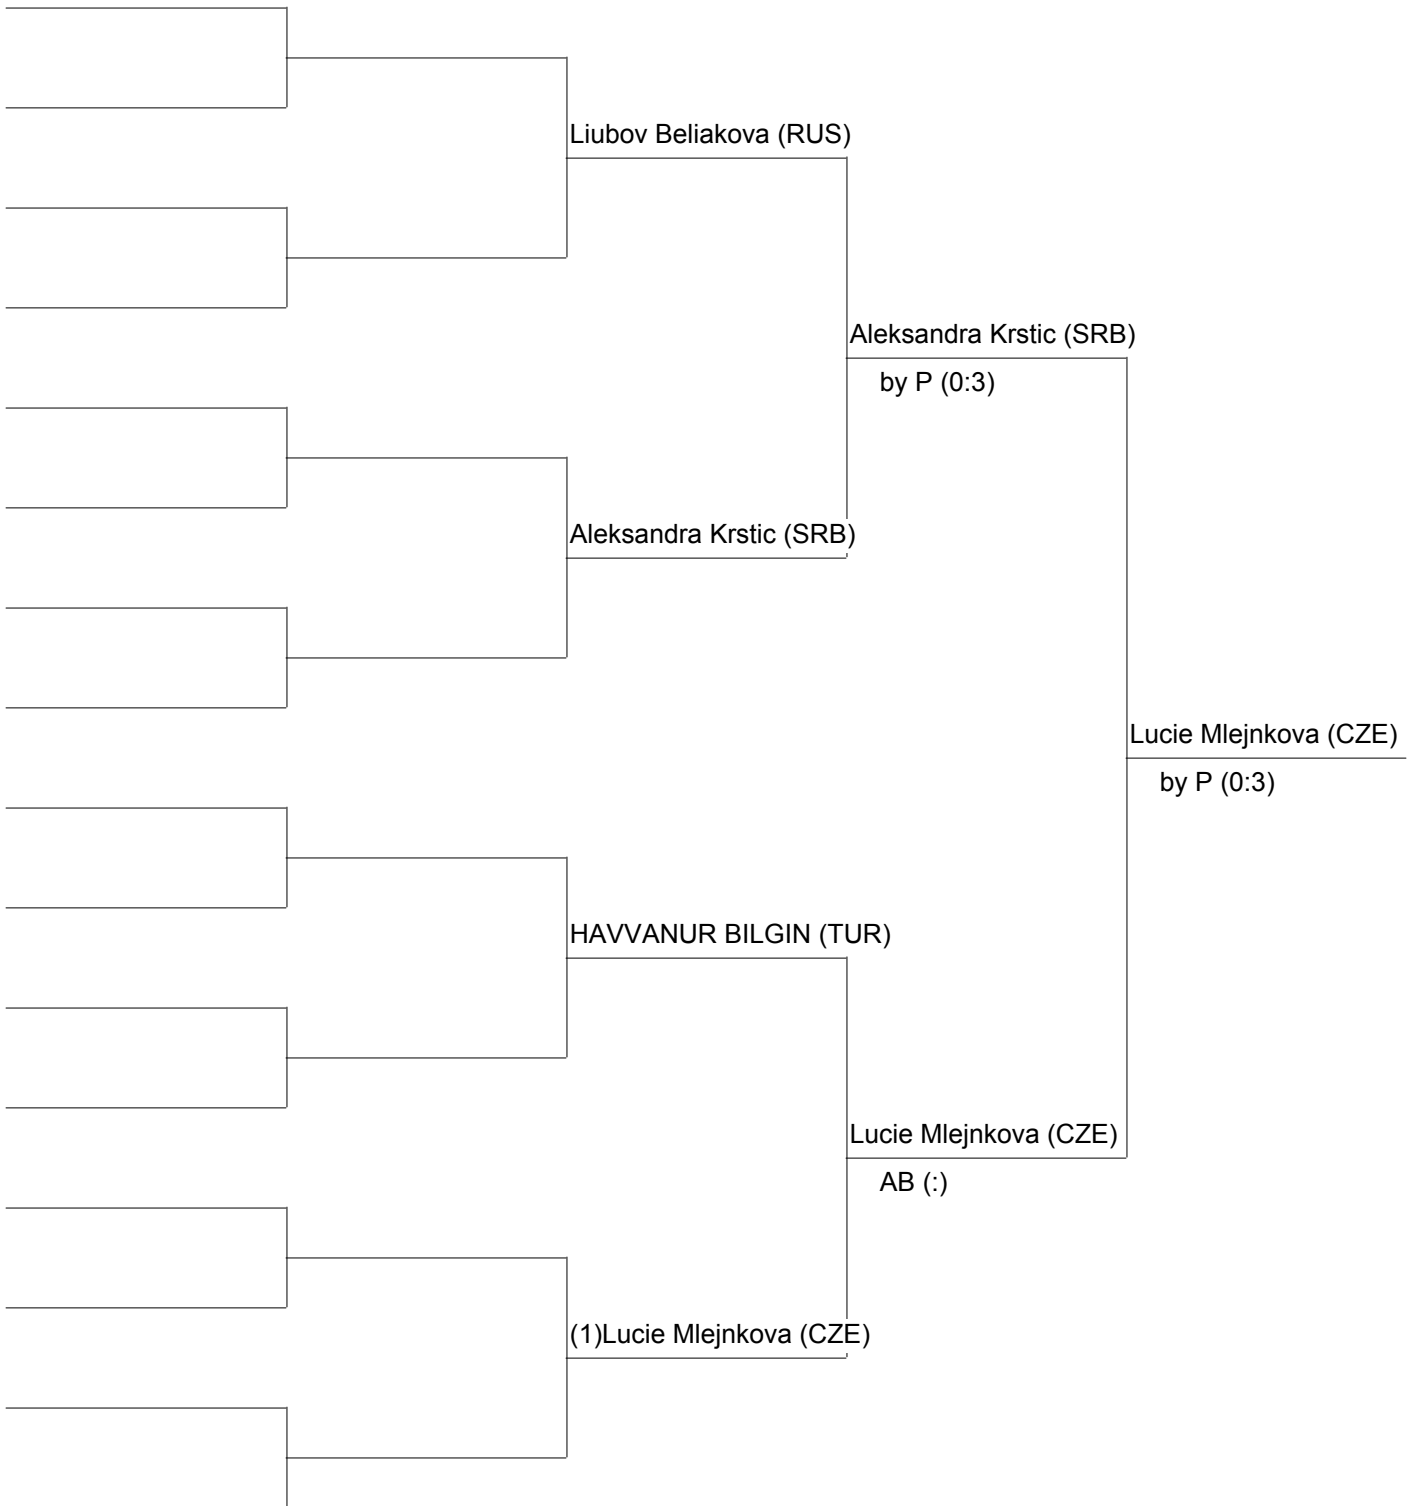 Liubov Beliakova (RUS)
Aleksandra Krstic (SRB)
by P (0:3)
Aleksandra Krstic (SRB)
Lucie Mlejnkova (CZE)
by P (0:3)
HAVVANUR BILGIN (TUR)
Lucie Mlejnkova (CZE)
AB (:)
(1)Lucie Mlejnkova (CZE)